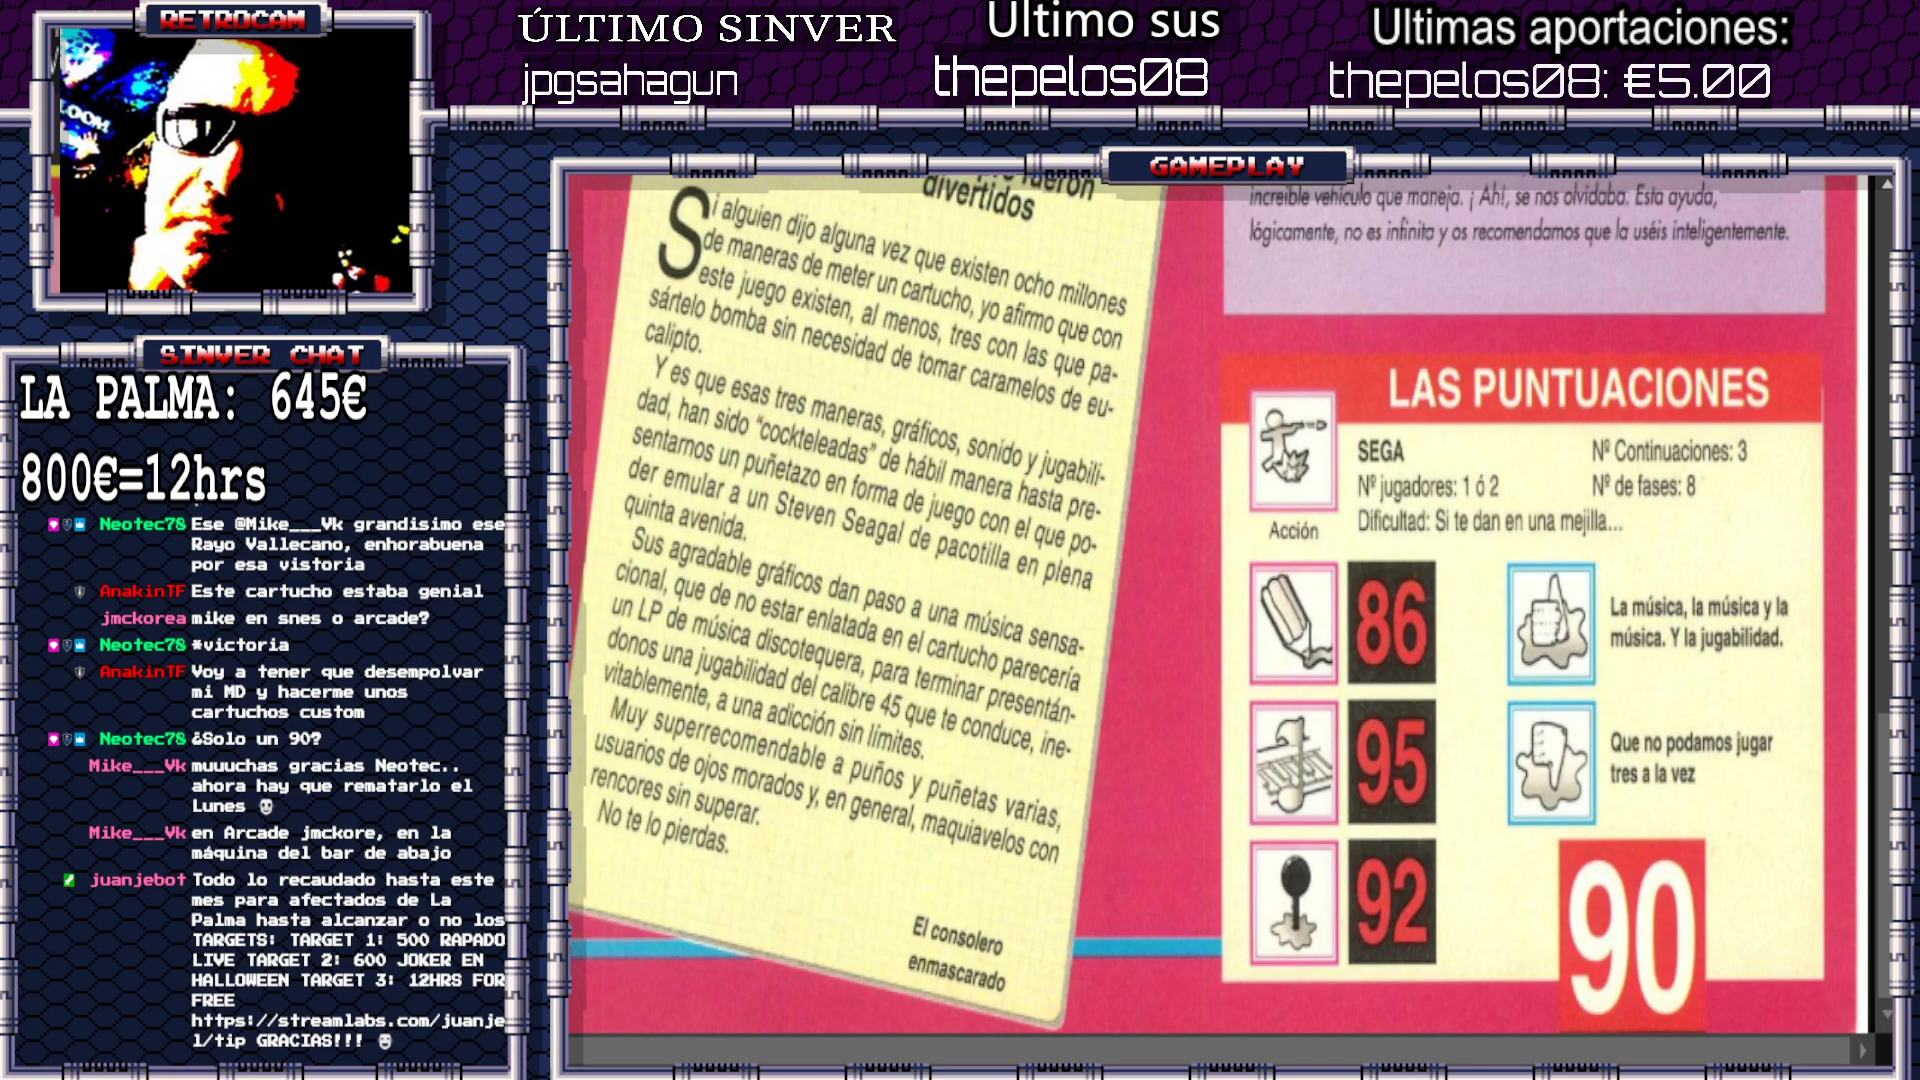 RETROCAM
ÚLTIMO SINVER
jpgsahagun
Ultimo sus
thepelos08
Ultimas aportaciones:
thepelos08: €5.00
SINVER CHAT
LA PALMA: 645€
800€=12hrs
Neotec78 Ese @Mike___Vk grandisimo ese
Rayo Vallecano, enhorabuena
por esa vistoria
AnakinTF Este cartucho estaba genial
jmckorea mike en snes o arcade?
Neotec78 *victoria
AnakinTF Voy a tener que desempolvar
mi MD y hacerme unos
cartuchos custom
Neotec78 ¿Solo un 90?
Mike___Vk muuuchas gracias Neotec..
ahora hay que rematarlo el
Lunes
Mike___Vk en Arcade jmckore, en la
máquina del bar de abajo
juanjebot Todo lo recaudado hasta este
mes para afectados de La
Palma hasta alcanzar o no los
TARGETS: TARGET 1: 500 RAPADO
LIVE TARGET 2: 600 JOKER EN
HALLOWEEN TARGET 3: 12HRS FOR
FREE
https://streamlabs.com/juanje
l/tip GRACIAS!!!
GAMEPLAY
fueron
divertidos
Si alguien dijo alguna vez que existen ocho millones
de maneras de meter un cartucho, yo afirmo que con
este juego existen, al menos, tres con las que pa-
sártelo bomba sin necesidad de tomar caramelos de eu-
calipto.
Y es que esas tres maneras, gráficos, sonido y jugabili-
dad, han sido "cockteleadas" de hábil manera hasta pre-
sentarnos un puñetazo en forma de juego con el que po-
der emular a un Steven Seagal de pacotilla en plena
quinta avenida.
Sus agradable gráficos dan paso a una música sensa-
cional, que de no estar enlatada en el cartucho parecería
un LP de música discotequera, para terminar presentán-
donos una jugabilidad del calibre 45 que te conduce, ine-
vitablemente, a una adicción sin límites.
Muy superrecomendable a puños y puñetas varias,
usuarios de ojos morados y, en general, maquiavelos con
rencores sin superar.
No te lo pierdas.
El consolero
enmascarado
increíble vehículo que maneja. ¡ Ah!, se nos olvidaba. Esta ayuda,
lógicamente, no es infinita y os recomendamos que la uséis inteligentemente.
LAS PUNTUACIONES
SEGA
Nº Continuaciones: 3
Nº jugadores: 1 ó 2
Nº de fases: 8
Dificultad: Si te dan en una mejilla...
Acción
86
La música, la música y la
música. Y la jugabilidad.
95
Que no podamos jugar
tres a la vez
92
90